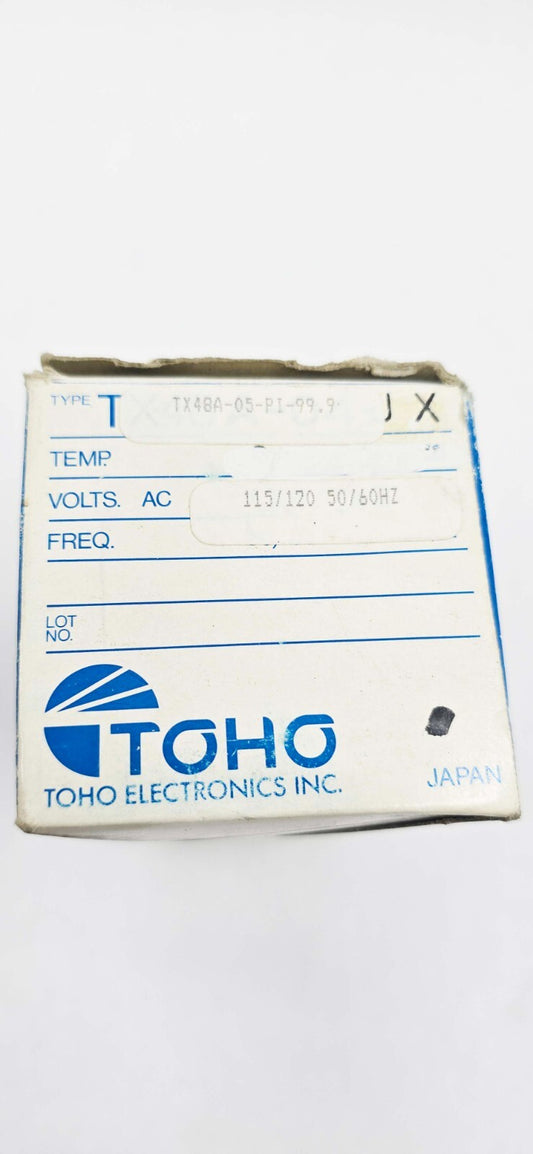 TYPE T TX48A-05-PI-99.9 J X
TEMP.
VOLTS. AC 115/120 50/60HZ
FREQ.
LOT
NO.
TOHO
TOHO ELECTRONICS INC.
JAPAN